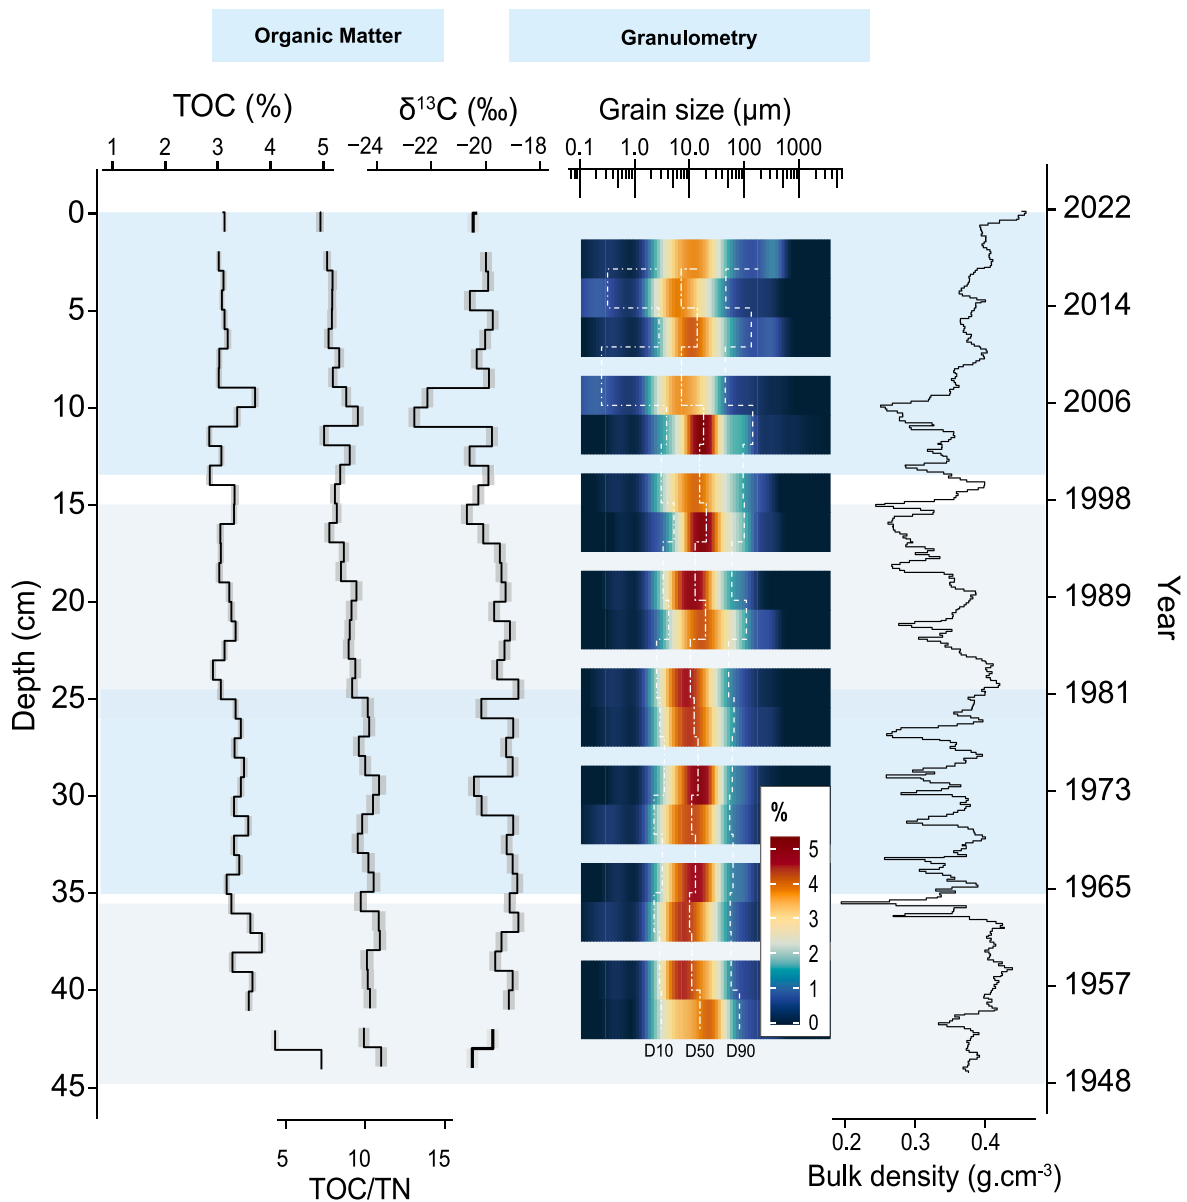 Organic Matter
Granulometry
TOC (%)
δ¹³C (‰)
Grain size (μm)
1 2 3 4 5
−24 −22 −20 −18
0.1 1.0 10.0 100 1000
Depth (cm)
0
5
10
15
20
25
30
35
40
45
Year
2022
2014
2006
1998
1989
1981
1973
1965
1957
1948
%
5
4
3
2
1
0
D10 D50 D90
5 10 15
TOC/TN
0.2 0.3 0.4
Bulk density (g.cm⁻³)